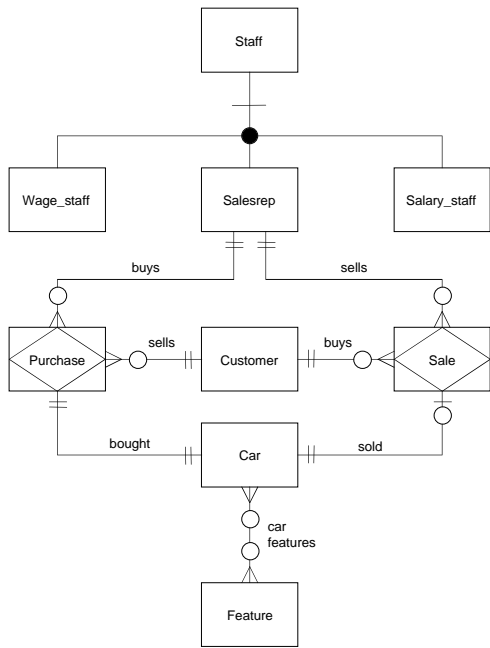 Staff
Wage_staff
Salesrep
Salary_staff
buys
sells
Purchase
sells
Customer
buys
Sale
bought
Car
sold
car
features
Feature